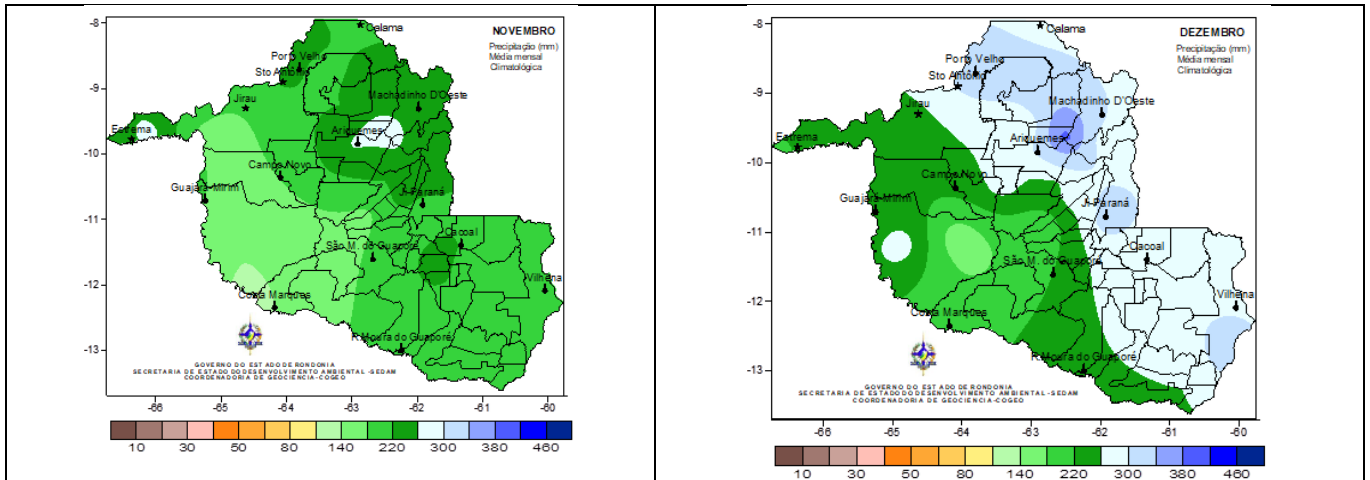 NOVEMBRO
Precipitação (mm)
Média mensal
Climatológica
-8
-9
-10
-11
-12
-13
Calama
Porto Velho
Sto Antônio
Jirau
Machadinho D'Oeste
Extrema
Ariquemes
Campo Novo
Guajará-Mirim
Ji Paraná
São M. do Guaporé
Cacoal
Vilhena
Costa Marques
R.Moura do Guaporé
GOVERNO DO ESTADO DE RONDONIA
SECRETARIA DE ESTADO DO DESENVOLVIMENTO AMBIENTAL -SEDAM
COORDENADORIA DE GEOCIENCIA-COGEO
-66 -65 -64 -63 -62 -61 -60
10 30 50 80 140 220 300 380 460
DEZEMBRO
Precipitação (mm)
Média mensal
Climatológica
-8
-9
-10
-11
-12
-13
Calama
Porto Velho
Sto Antônio
Jirau
Machadinho D'Oeste
Extrema
Ariquemes
Campo Novo
Guajará-Mirim
Ji Paraná
Cacoal
São M. do Guaporé
Vilhena
Costa Marques
R.Moura do Guaporé
GOVERNO DO ESTADO DE RONDONIA
SECRETARIA DE ESTADO DO DESENVOLVIMENTO AMBIENTAL -SEDAM
COORDENADORIA DE GEOCIENCIA-COGEO
-66 -65 -64 -63 -62 -61 -60
10 30 50 80 140 220 300 380 460